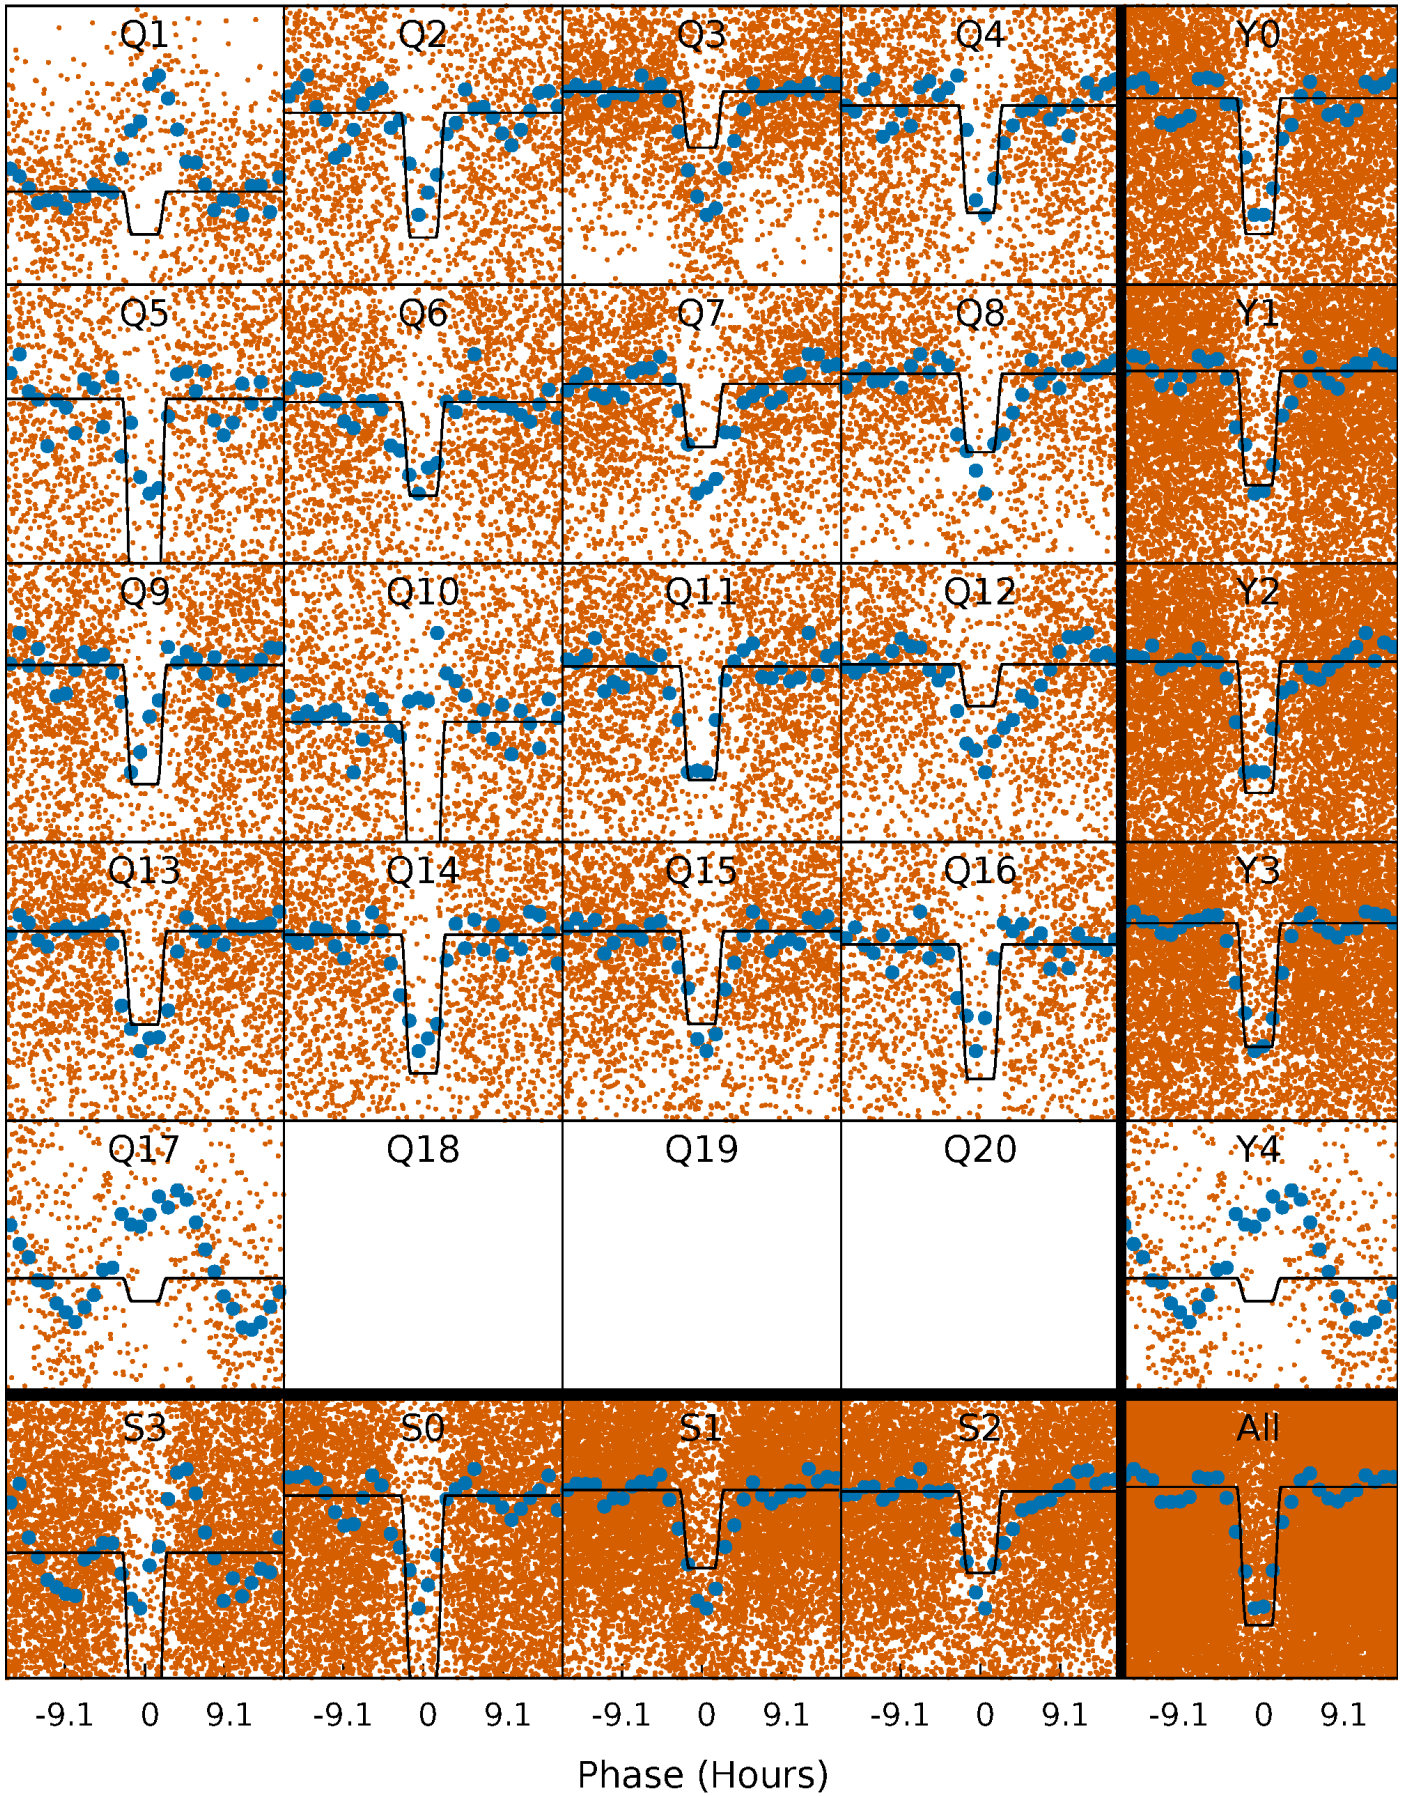 Q1 Q2 Q3 Q4 Y0
Q5 Q6 Q7 Q8 Y1
Q9 Q10 Q11 Q12 Y2
Q13 Q14 Q15 Q16 Y3
Q17 Q18 Q19 Q20 Y4
S3 S0 S1 S2 All
-9.1 0 9.1 -9.1 0 9.1 -9.1 0 9.1 -9.1 0 9.1 -9.1 0 9.1
Phase (Hours)